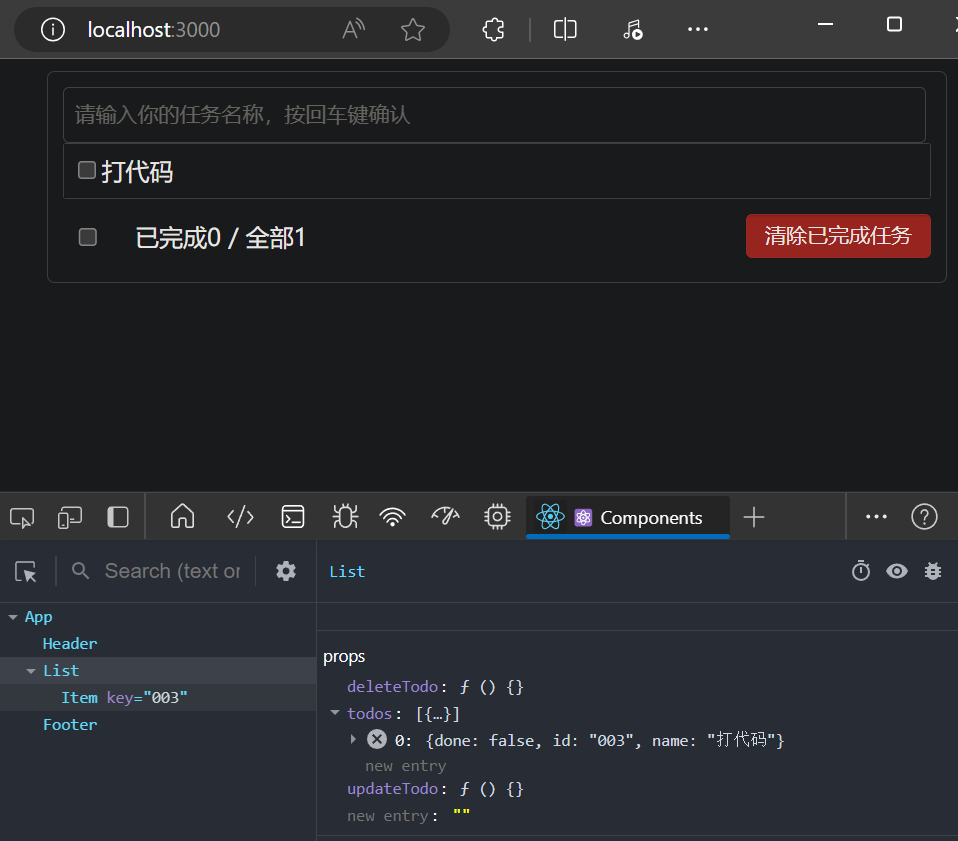 localhost:3000
请输入你的任务名称，按回车键确认
打代码
已完成0 / 全部1
清除已完成任务
Components
Search (text or
List
App
Header
List
Item key="003"
Footer
props
deleteTodo: ƒ () {}
todos: [{…}]
0: {done: false, id: "003", name: "打代码"}
new entry
updateTodo: ƒ () {}
new entry: ""